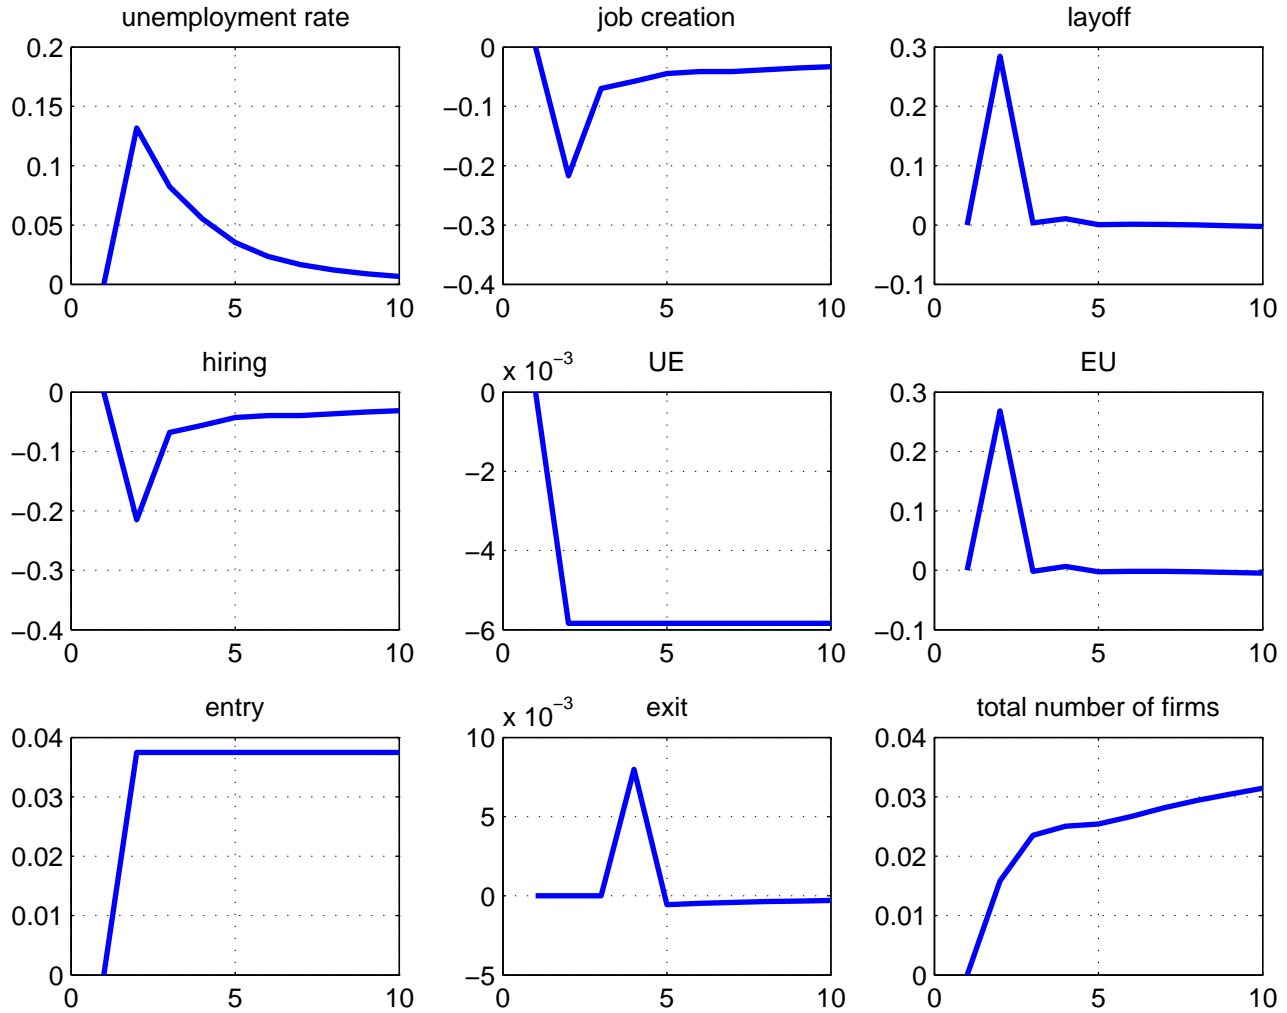 unemployment rate
job creation
layoff
0.2
0.15
0.1
0.05
0
0 5 10
0
−0.1
−0.2
−0.3
−0.4
0 5 10
0.3
0.2
0.1
0
−0.1
0 5 10
hiring
UE
EU
0
−0.1
−0.2
−0.3
−0.4
0 5 10
x 10−3
0
−2
−4
−6
0 5 10
0.3
0.2
0.1
0
−0.1
0 5 10
entry
exit
total number of firms
0.04
0.03
0.02
0.01
0
0 5 10
x 10−3
10
5
0
−5
0 5 10
0.04
0.03
0.02
0.01
0
0 5 10